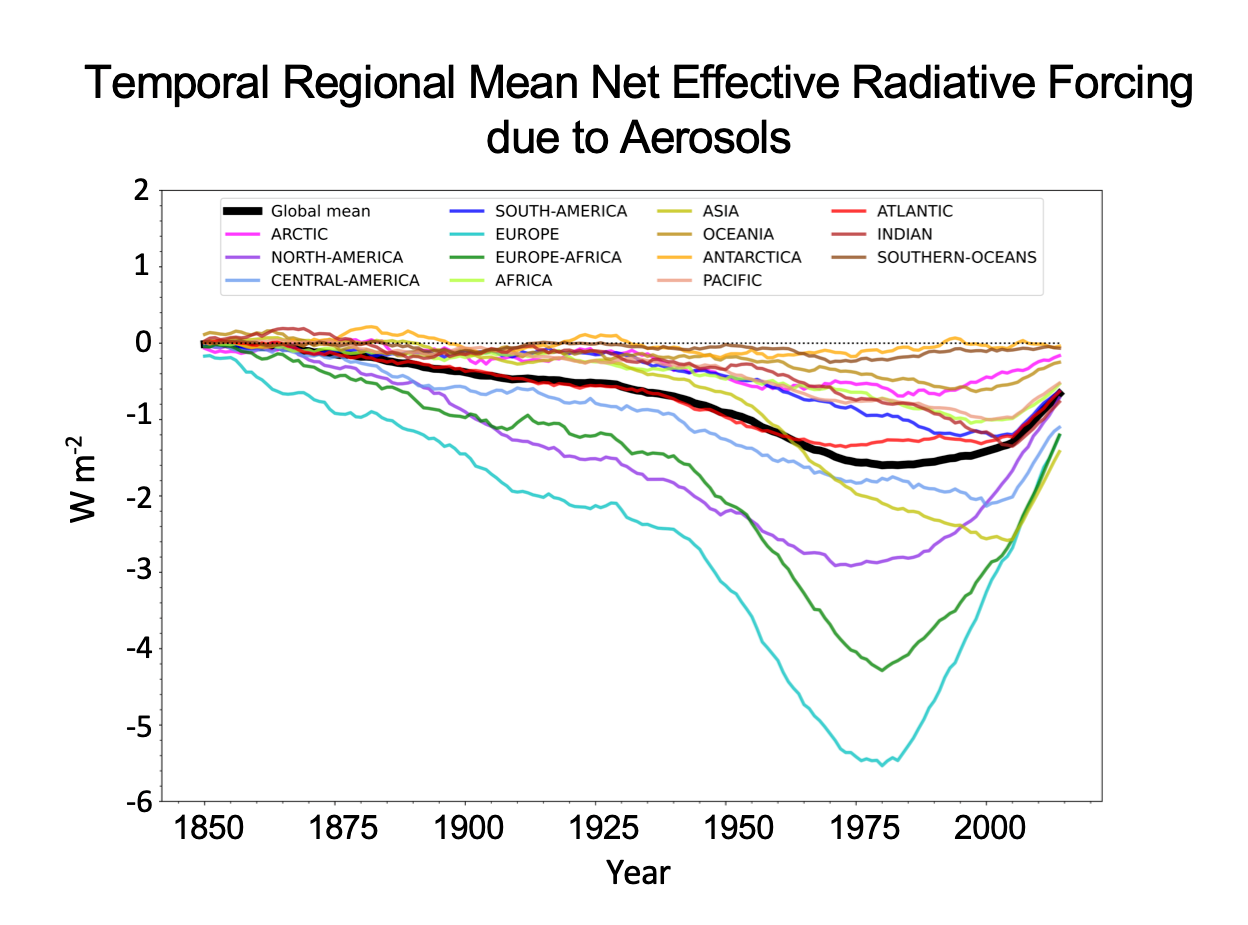 Temporal Regional Mean Net Effective Radiative Forcing
due to Aerosols
2
1
0
-1
-2
-3
-4
-5
-6
W m-2
Global mean
ARCTIC
NORTH-AMERICA
CENTRAL-AMERICA
SOUTH-AMERICA
EUROPE
EUROPE-AFRICA
AFRICA
ASIA
OCEANIA
ANTARCTICA
PACIFIC
ATLANTIC
INDIAN
SOUTHERN-OCEANS
1850 1875 1900 1925 1950 1975 2000
Year